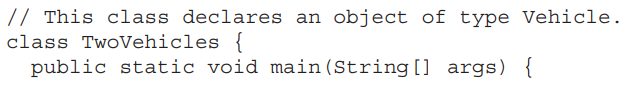 // This class declares an object of type Vehicle.
class TwoVehicles {
  public static void main(String[] args) {